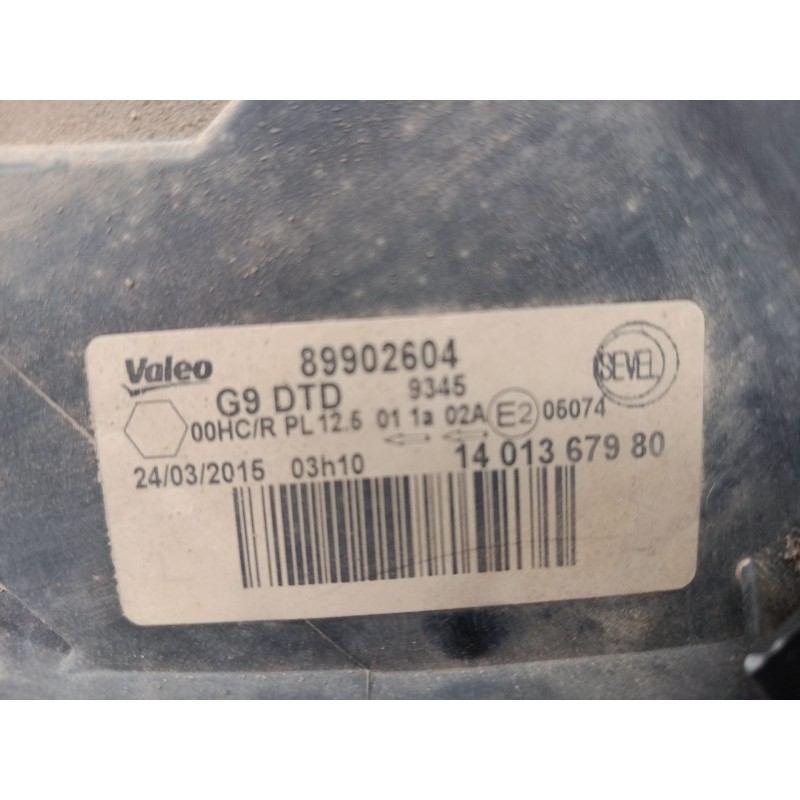 Valeo 89902604 SEVEL
G9 DTD 9345
00HC/R PL 12.5 01 1a 02A E2 05074
24/03/2015 03h10 14 013 679 80